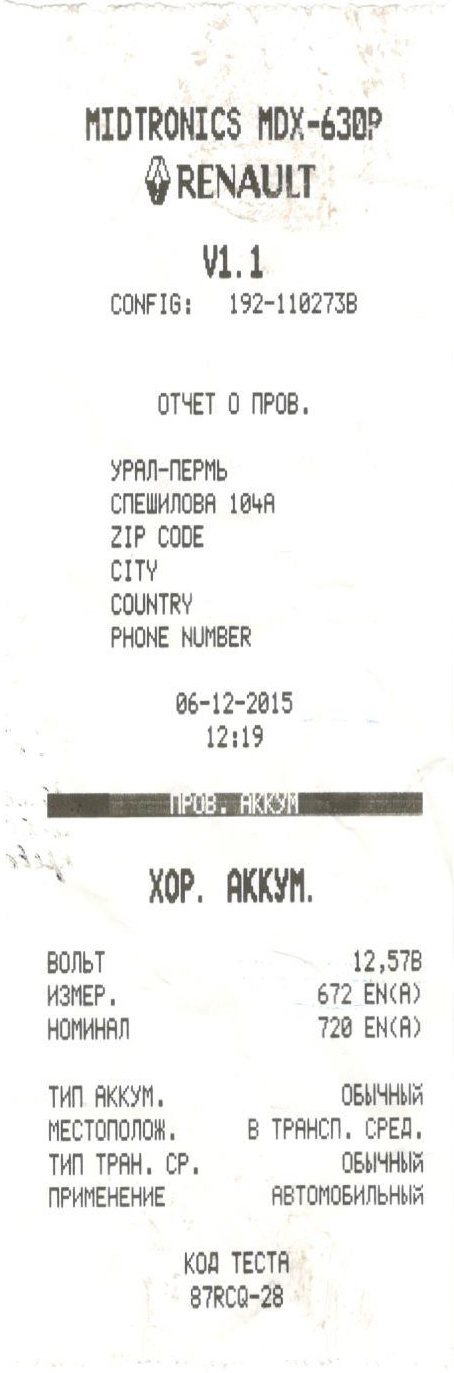 MIDTRONICS MDX-630P
RENAULT
V1.1
CONFIG: 192-110273B
ОТЧЕТ О ПРОВ.
УРАЛ-ПЕРМЬ
СПЕШИЛОВА 104А
ZIP CODE
CITY
COUNTRY
PHONE NUMBER
06-12-2015
12:19
ПРОВ. АККУМ
ХОР. АККУМ.
ВОЛЬТ 12,57В
ИЗМЕР. 672 EN(A)
НОМИНАЛ 720 EN(A)
ТИП АККУМ. ОБЫЧНЫЙ
МЕСТОПОЛОЖ. В ТРАНСП. СРЕД.
ТИП ТРАН. СР. ОБЫЧНЫЙ
ПРИМЕНЕНИЕ АВТОМОБИЛЬНЫЙ
КОД ТЕСТА
87RCQ-28